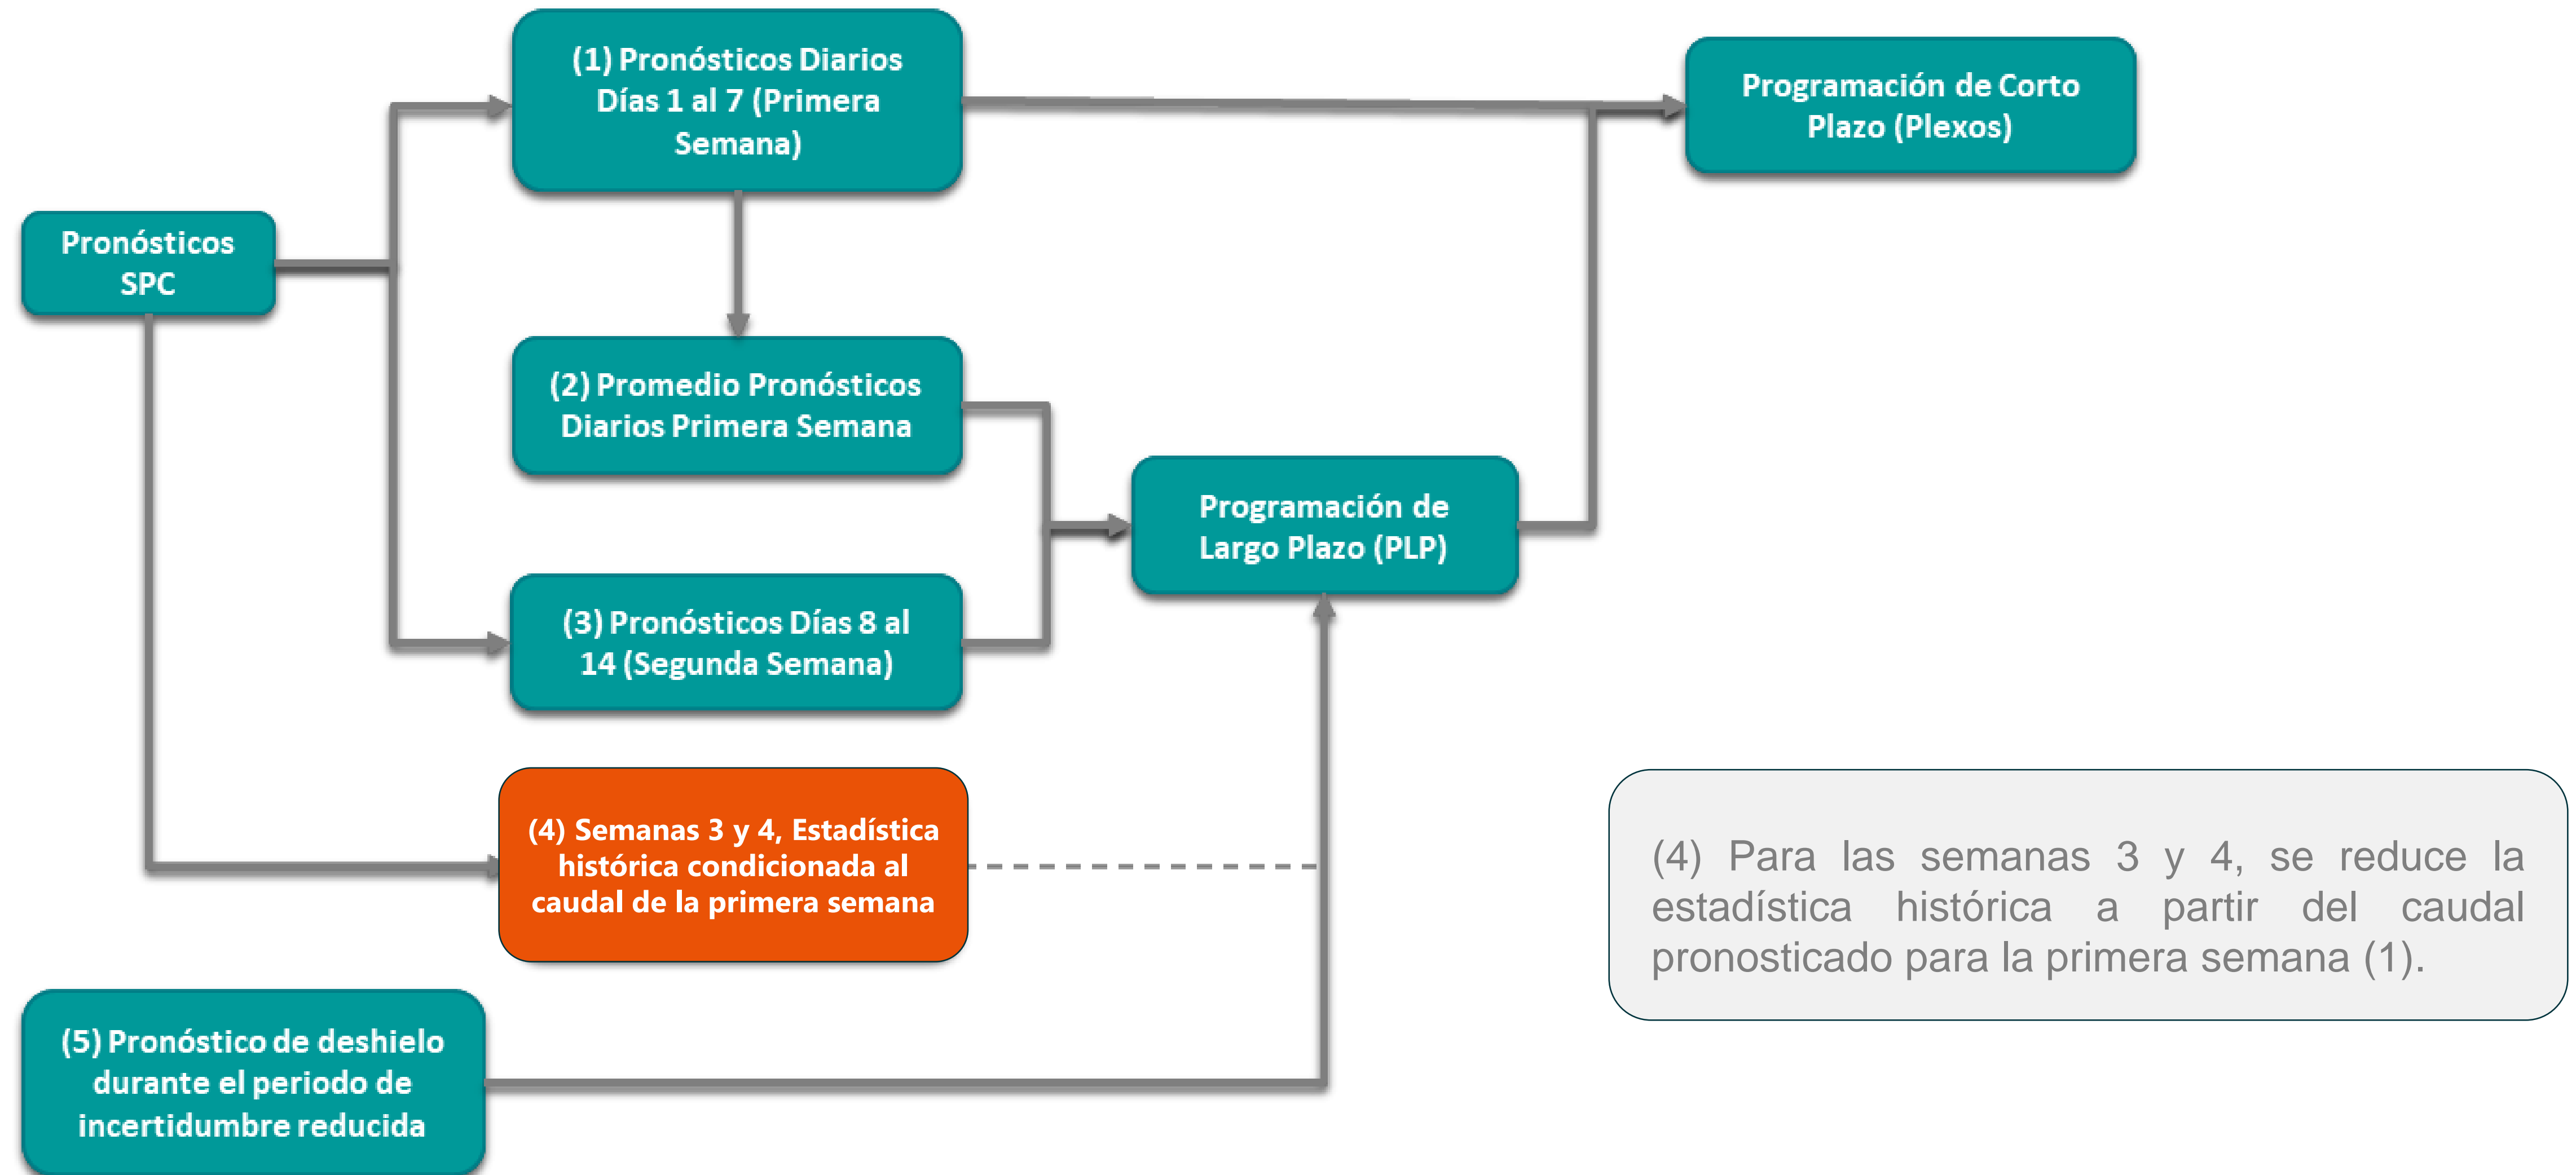 (1) Pronósticos Diarios
Días 1 al 7 (Primera
Semana)
Programación de Corto
Plazo (Plexos)
Pronósticos
SPC
(2) Promedio Pronósticos
Diarios Primera Semana
Programación de
Largo Plazo (PLP)
(3) Pronósticos Días 8 al
14 (Segunda Semana)
(4) Semanas 3 y 4, Estadística
histórica condicionada al
caudal de la primera semana
(4) Para las semanas 3 y 4, se reduce la
estadística histórica a partir del caudal
pronosticado para la primera semana (1).
(5) Pronóstico de deshielo
durante el periodo de
incertidumbre reducida